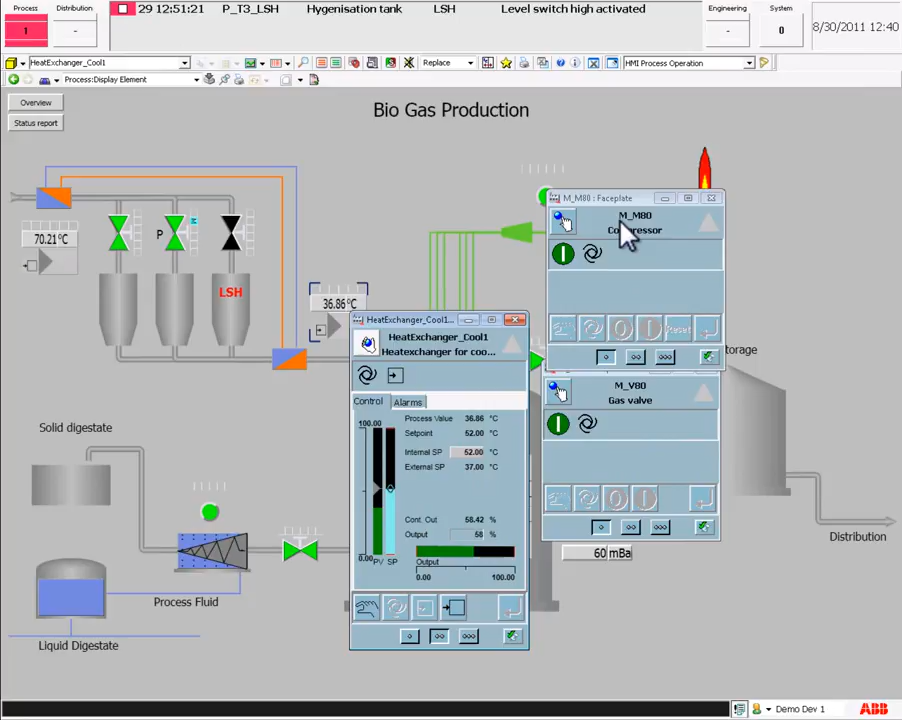 Process
Distribution
1
-
29 12:51:21 P_T3_LSH Hygenisation tank LSH Level switch high activated
Engineering
System
-
0
8/30/2011 12:40
HeatExchanger_Cool1
Replace
HMI Process Operation
Process:Display Element
Overview
Status report
Bio Gas Production
70.21°C
P
M
LSH
36.86°C
M_M80 : Faceplate
M_M80
Reset
HeatExchanger_Cool1...
HeatExchanger_Cool1
Heatexchanger for coo...
Control
Alarms
100.00
Process Value 36.86 °C
Setpoint 52.00 °C
Internal SP 52.00 °C
External SP 37.00 °C
Cont. Out 58.42 %
Output 58 %
0.00
PV SP
Output
0.00 100.00
M_V80
Gas valve
60 mBa
Solid digestate
Process Fluid
Liquid Digestate
Distribution
Demo Dev 1
ABB